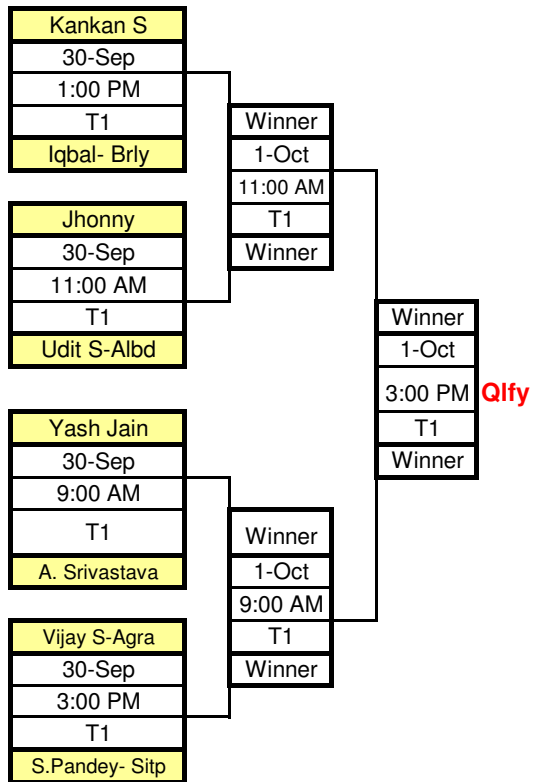 Kankan S
30-Sep
1:00 PM
T1
Iqbal- Brly
Jhonny
30-Sep
11:00 AM
T1
Udit S-Albd
Yash Jain
30-Sep
9:00 AM
T1
A. Srivastava
Vijay S-Agra
30-Sep
3:00 PM
T1
S.Pandey- Sitp
Winner
1-Oct
11:00 AM
T1
Winner
Winner
1-Oct
9:00 AM
T1
Winner
Winner
1-Oct
3:00 PM Qlfy
T1
Winner